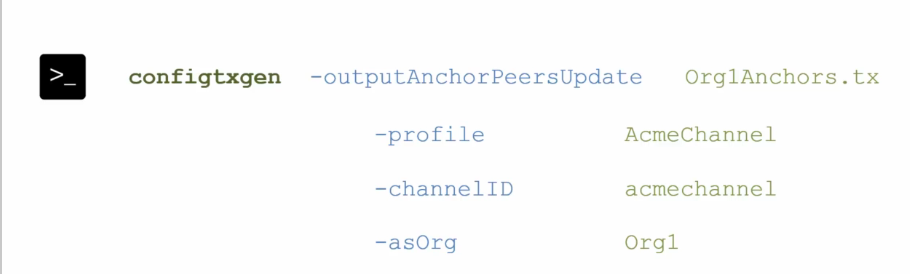 >_ configtxgen -outputAnchorPeersUpdate Org1Anchors.tx
-profile AcmeChannel
-channelID acmechannel
-asOrg Org1